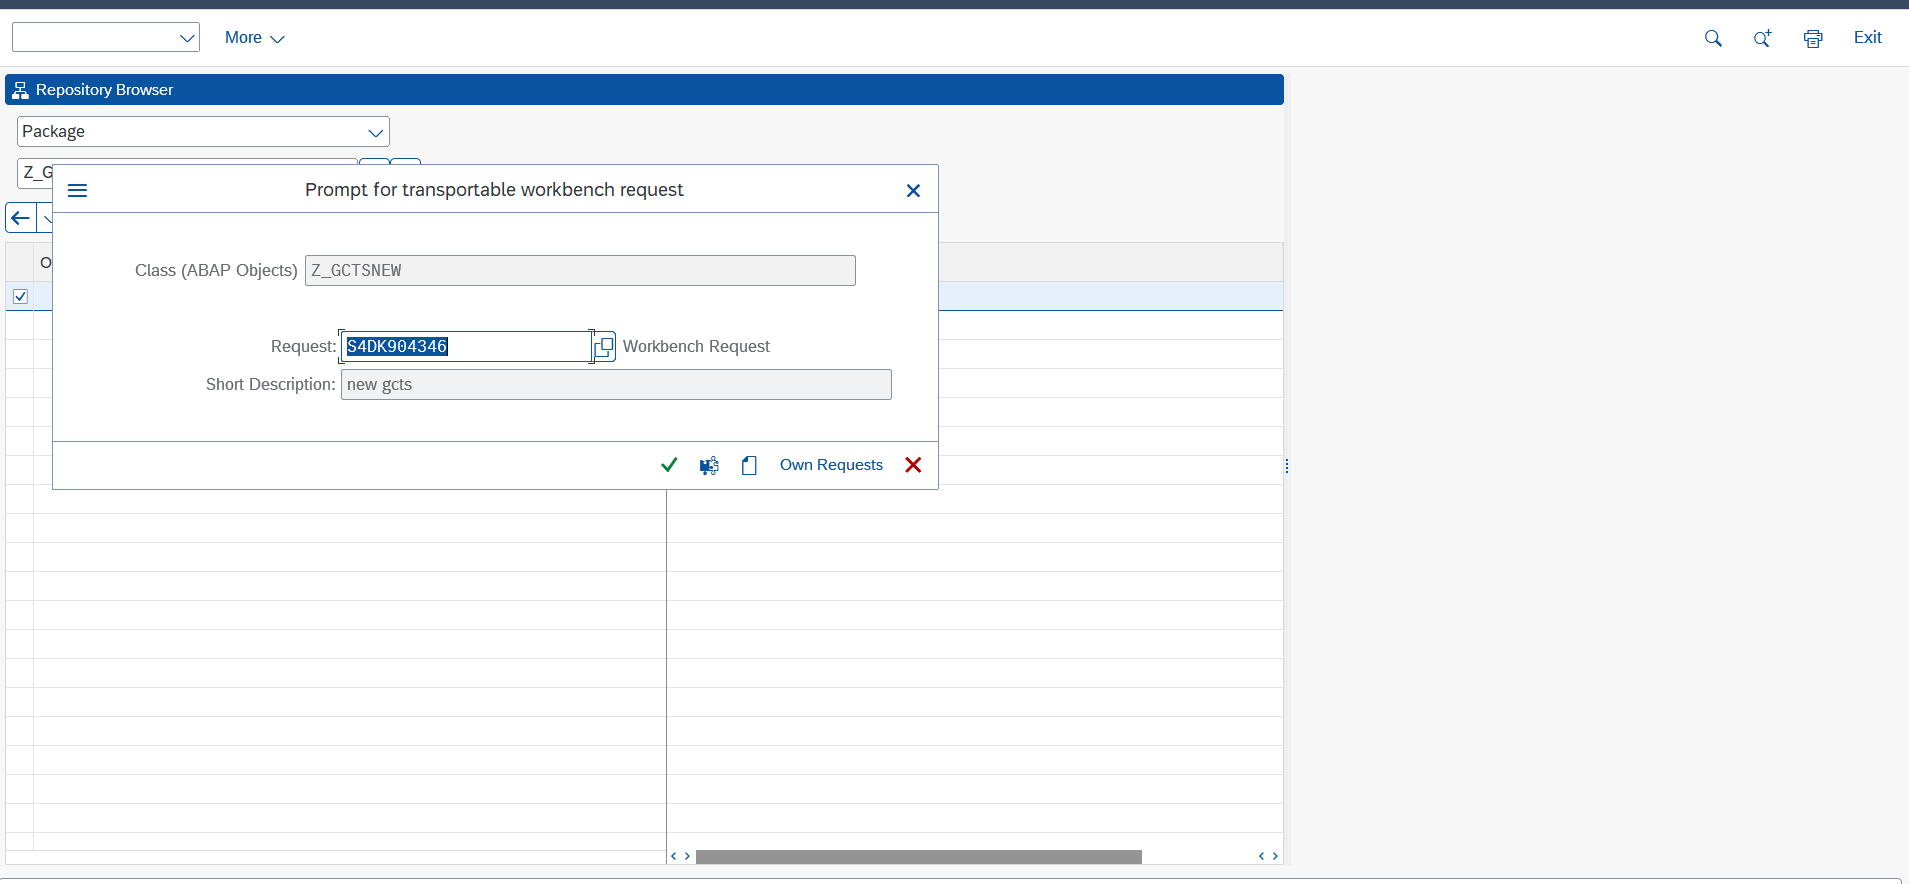 More
Exit
Repository Browser
Package
Z_G
Prompt for transportable workbench request
O
Class (ABAP Objects) Z_GCTSNEW
Request: S4DK904346 Workbench Request
Short Description: new gcts
Own Requests